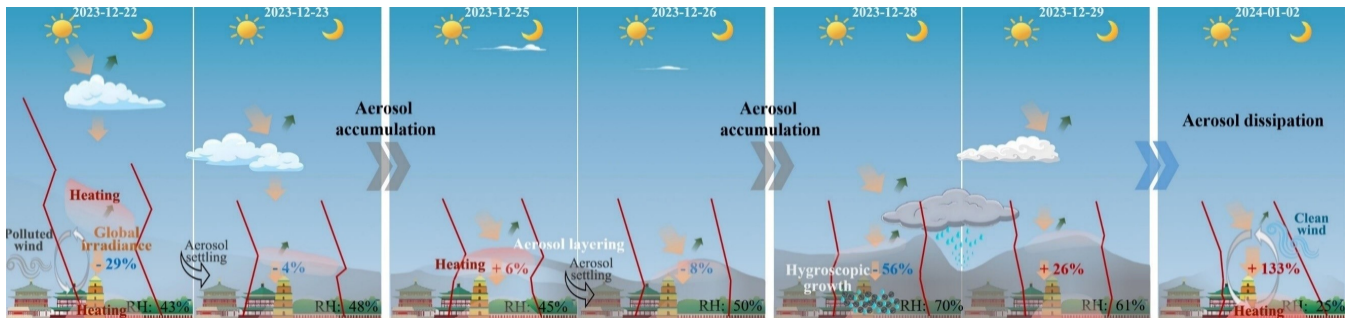 2023-12-22
2023-12-23
2023-12-25
2023-12-26
2023-12-28
2023-12-29
2024-01-02
Aerosol
accumulation
Aerosol
accumulation
Aerosol dissipation
Heating
Polluted
wind
Global
irradiance
- 29%
Heating
RH: 43%
Aerosol
settling
- 4%
RH: 48%
Heating
+ 6%
Aerosol layering
RH: 45%
Aerosol
settling
- 8%
RH: 50%
Hygroscopic
growth
- 56%
RH: 70%
+ 26%
RH: 61%
Clean
wind
+ 133%
Heating
RH: 25%